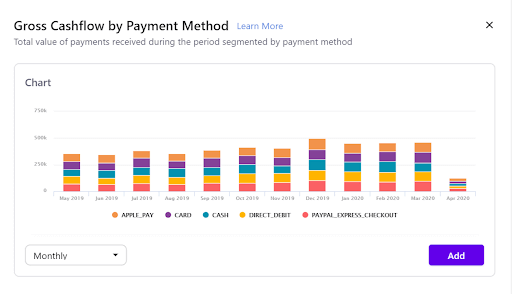 Gross Cashflow by Payment Method Learn More
Total value of payments received during the period segmented by payment method
Chart
750k
500k
250k
0
May 2019 Jun 2019 Jul 2019 Aug 2019 Sep 2019 Oct 2019 Nov 2019 Dec 2019 Jan 2020 Feb 2020 Mar 2020 Apr 2020
APPLE_PAY CARD CASH DIRECT_DEBIT PAYPAL_EXPRESS_CHECKOUT
Monthly Add